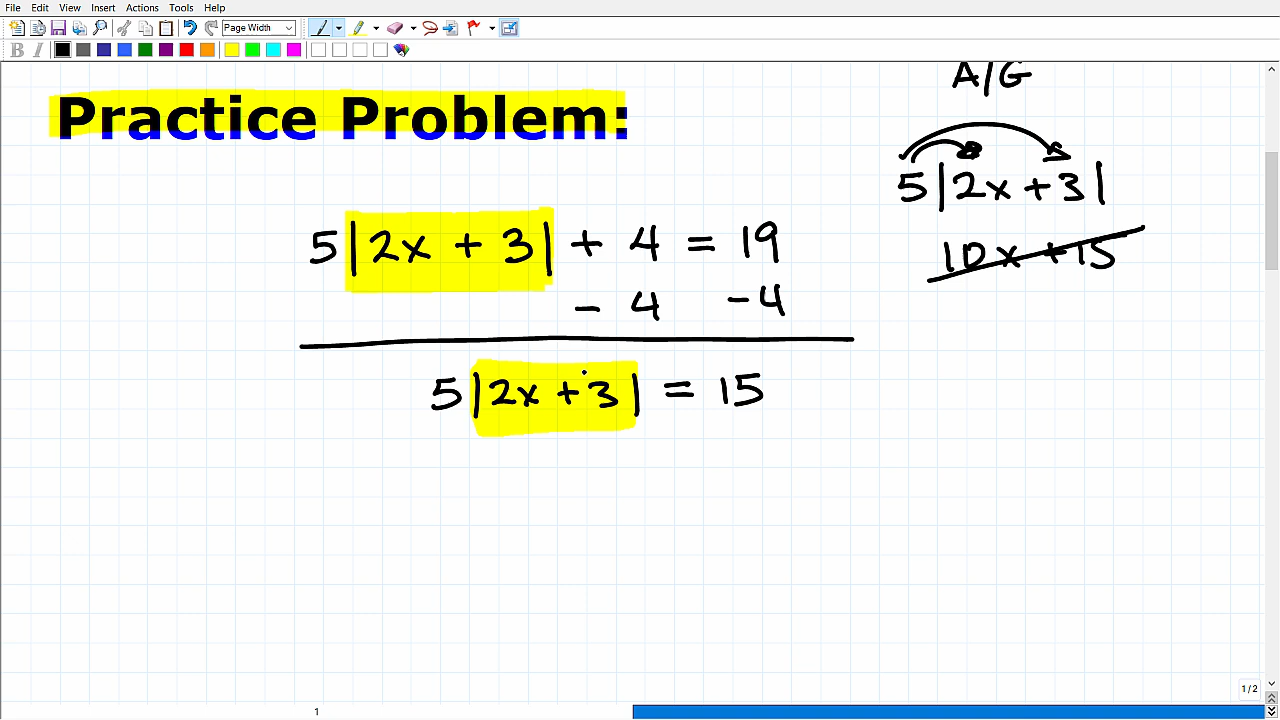 File Edit View Insert Actions Tools Help
Page Width
B I
A/G
Practice Problem:
5|2x+3|
5|2x + 3| + 4 = 19
10x +15
- 4 -4
5|2x+3| = 15
1/2
1